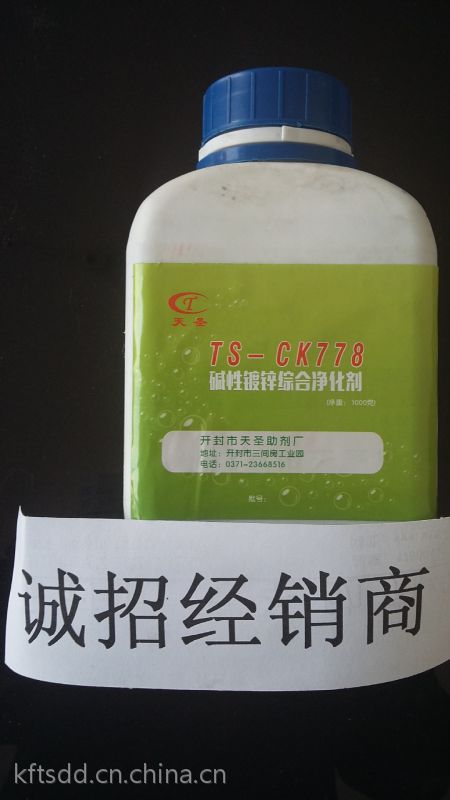 CT
天圣
TS-CK778
碱性镀锌综合净化剂
(净重: 1000克)
开封市天圣助剂厂
地址: 开封市三间房工业园
电话: 0371-23668516
批号:
诚招经销商
kftsdd.cn.china.cn